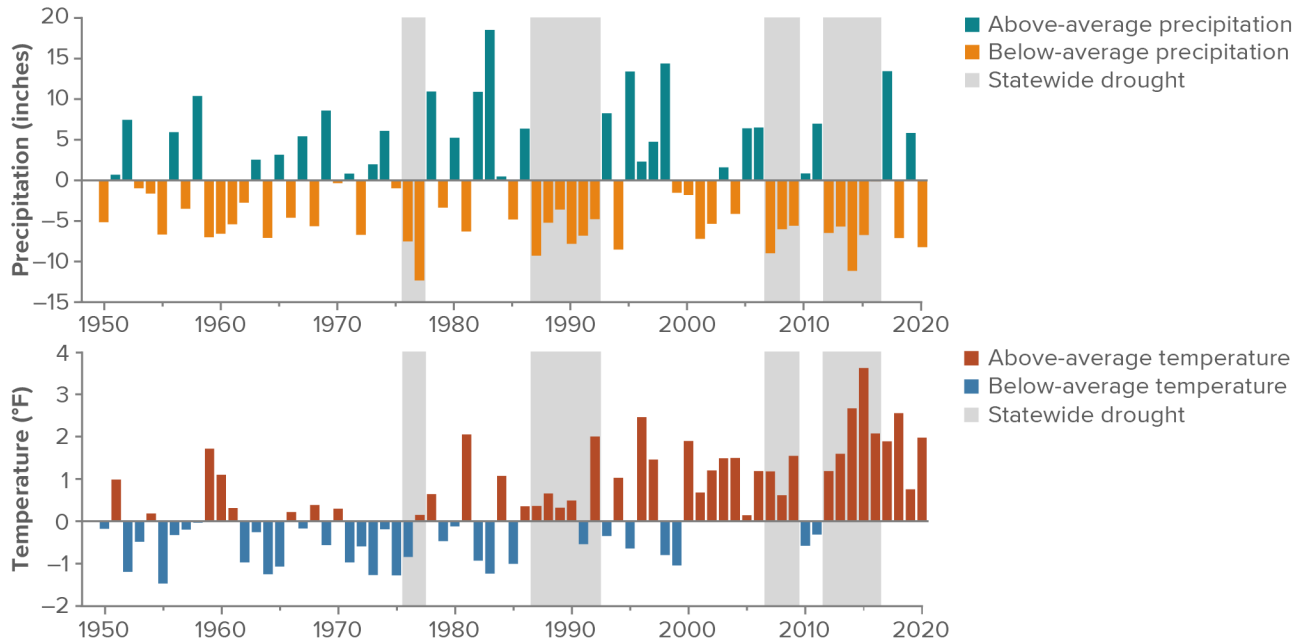 20
15
10
5
0
−5
−10
−15
Precipitation (inches)
1950 1960 1970 1980 1990 2000 2010 2020
Above-average precipitation
Below-average precipitation
Statewide drought
4
3
2
1
0
−1
−2
Temperature (°F)
1950 1960 1970 1980 1990 2000 2010 2020
Above-average temperature
Below-average temperature
Statewide drought